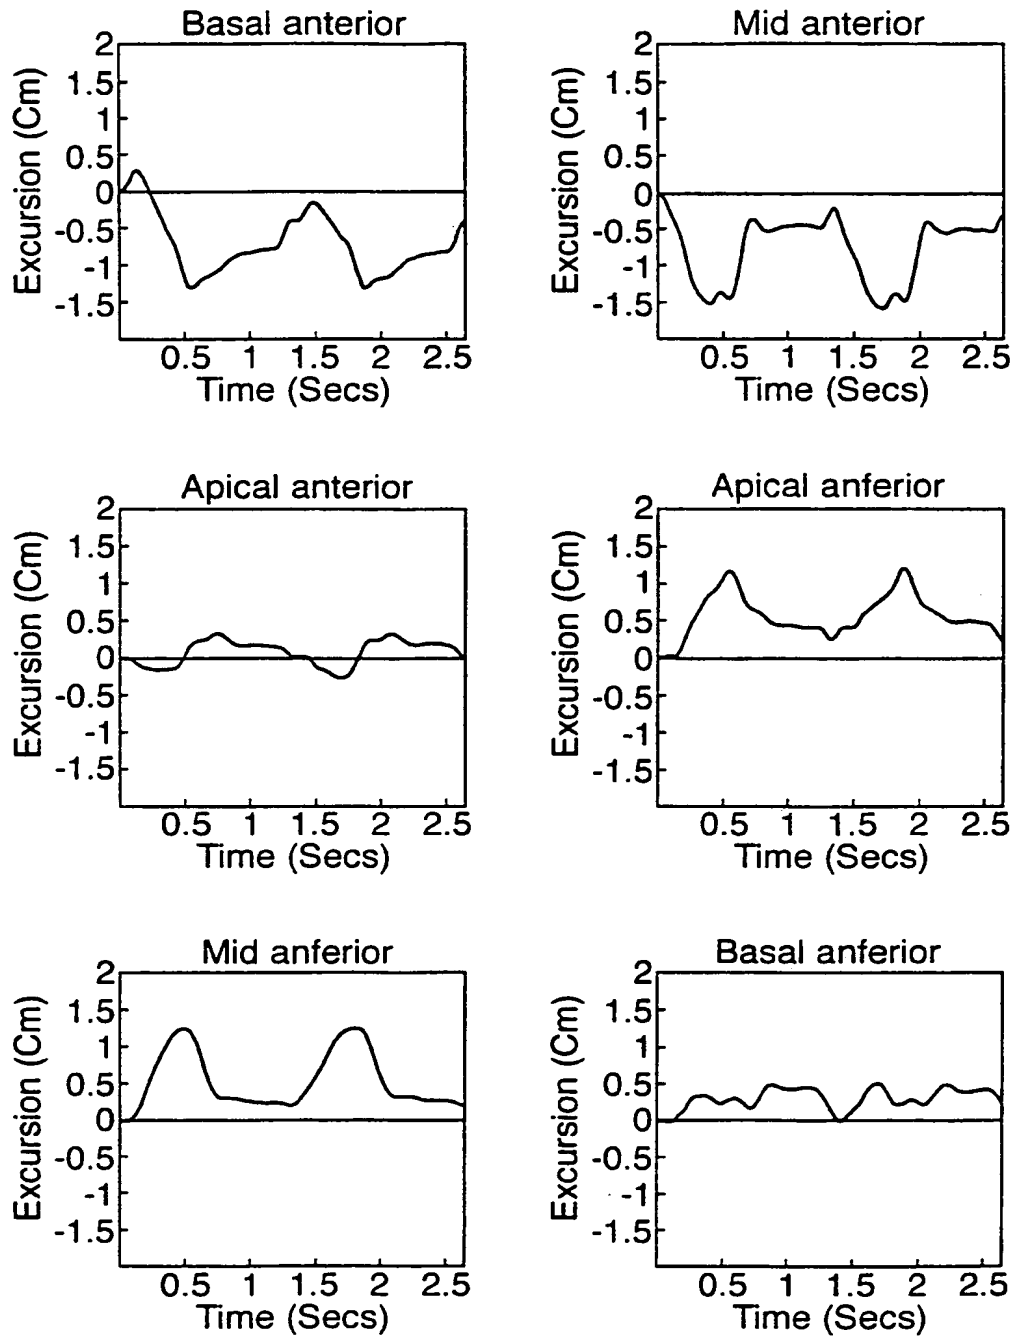 Basal anterior
Excursion (Cm)
2
1.5
1
0.5
0
-0.5
-1
-1.5
0.5 1 1.5 2 2.5
Time (Secs)
Mid anterior
Excursion (Cm)
2
1.5
1
0.5
0
-0.5
-1
-1.5
0.5 1 1.5 2 2.5
Time (Secs)
Apical anterior
Excursion (Cm)
2
1.5
1
0.5
0
-0.5
-1
-1.5
0.5 1 1.5 2 2.5
Time (Secs)
Apical anferior
Excursion (Cm)
2
1.5
1
0.5
0
-0.5
-1
-1.5
0.5 1 1.5 2 2.5
Time (Secs)
Mid anferior
Excursion (Cm)
2
1.5
1
0.5
0
-0.5
-1
-1.5
0.5 1 1.5 2 2.5
Time (Secs)
Basal anferior
Excursion (Cm)
2
1.5
1
0.5
0
-0.5
-1
-1.5
0.5 1 1.5 2 2.5
Time (Secs)